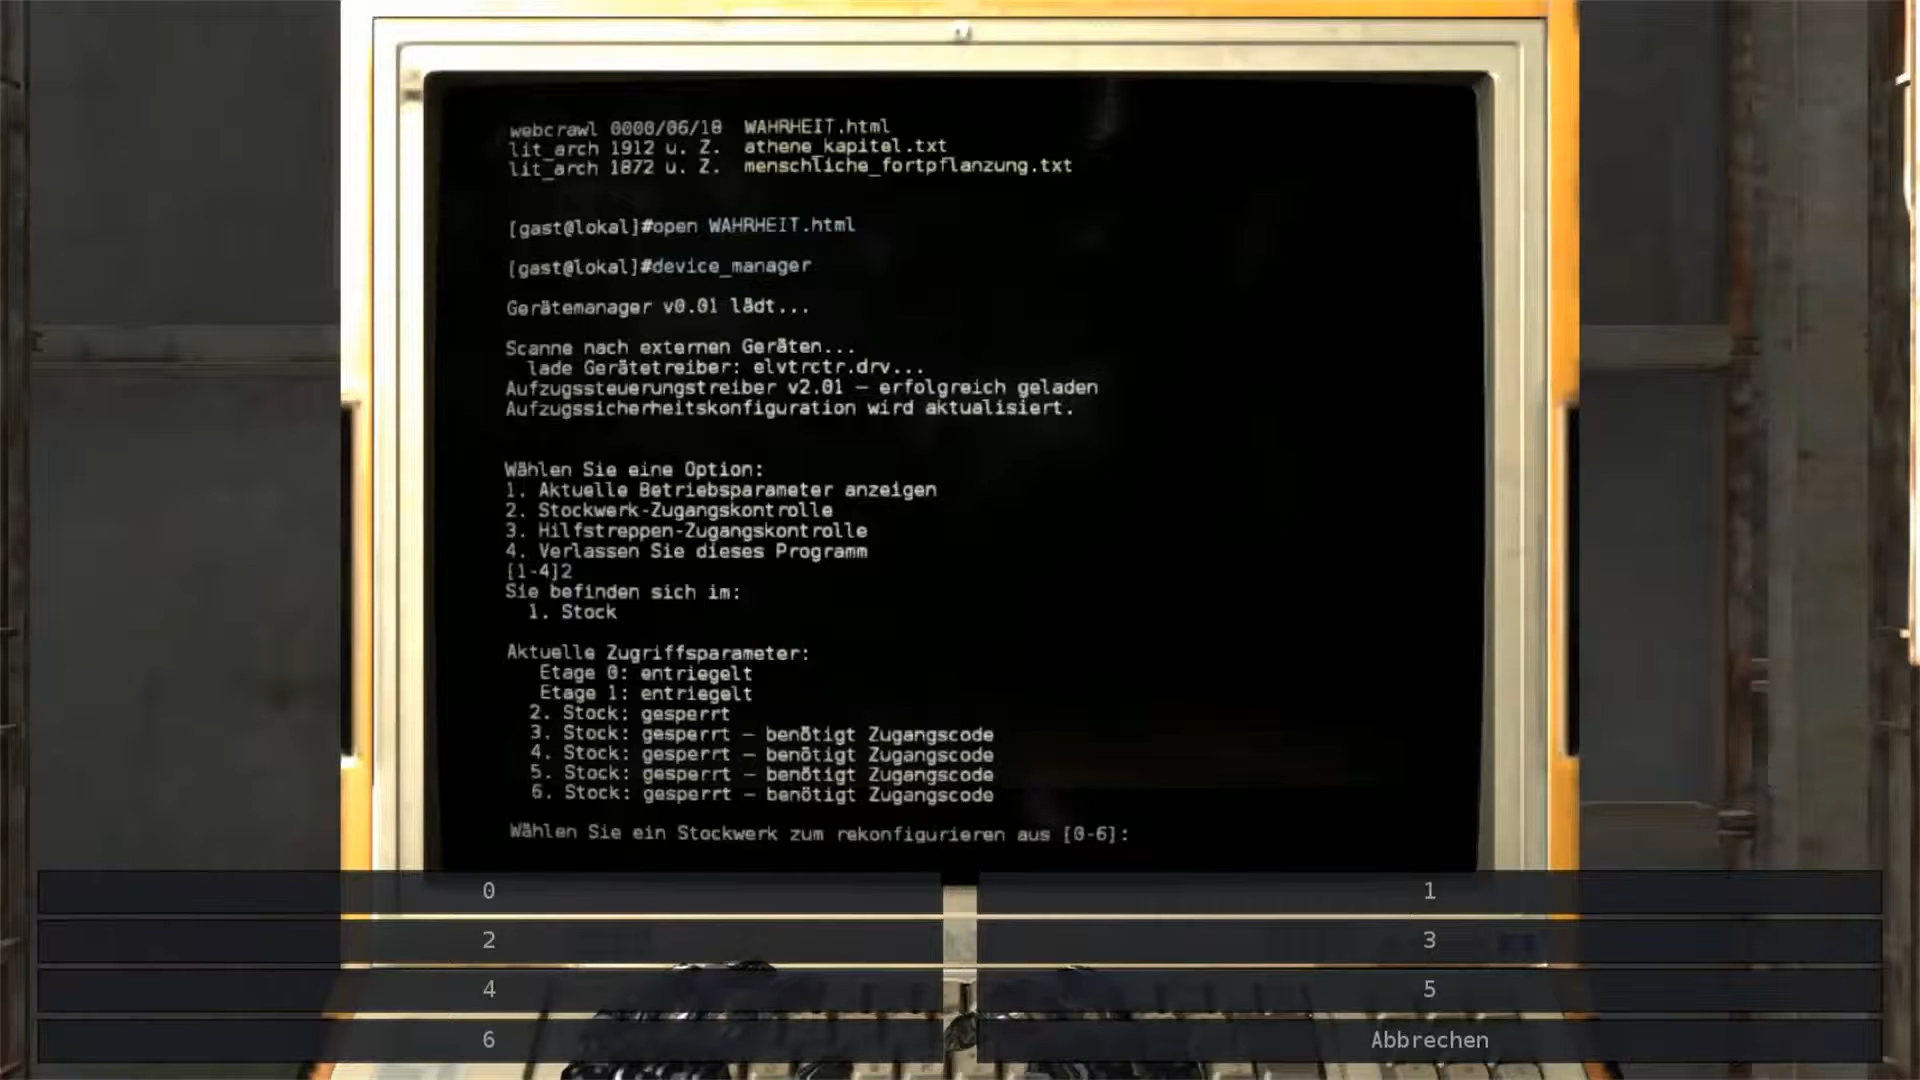 webcrawl 0000/06/10  WAHRHEIT.html
lit_arch 1912 u. Z.  athene_kapitel.txt
lit_arch 1872 u. Z.  menschliche_fortpflanzung.txt
[gast@lokal]#open WAHRHEIT.html
[gast@lokal]#device_manager
Gerätemanager v0.01 lädt...
Scanne nach externen Geräten...
lade Gerätetreiber: elvtrctr.drv...
Aufzugssteuerungstreiber v2.01 – erfolgreich geladen
Aufzugssicherheitskonfiguration wird aktualisiert.
Wählen Sie eine Option:
1. Aktuelle Betriebsparameter anzeigen
2. Stockwerk-Zugangskontrolle
3. Hilfstreppen-Zugangskontrolle
4. Verlassen Sie dieses Programm
[1-4]2
Sie befinden sich im:
1. Stock
Aktuelle Zugriffsparameter:
Etage 0: entriegelt
Etage 1: entriegelt
2. Stock: gesperrt
3. Stock: gesperrt – benötigt Zugangscode
4. Stock: gesperrt – benötigt Zugangscode
5. Stock: gesperrt – benötigt Zugangscode
6. Stock: gesperrt – benötigt Zugangscode
Wählen Sie ein Stockwerk zum rekonfigurieren aus [0-6]:
0
1
2
3
4
5
6
Abbrechen